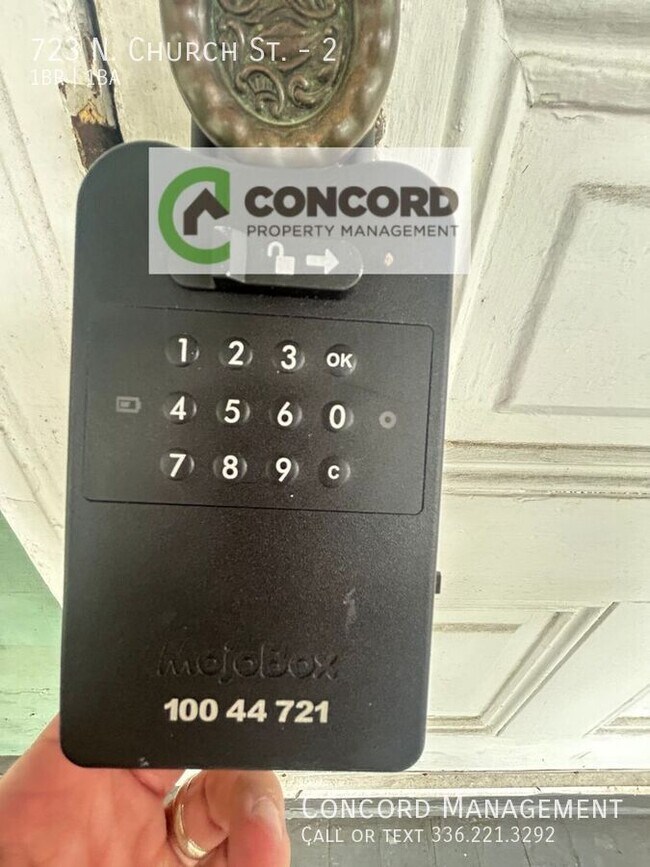 723 N. Church St. - 2
1BR | 1BA
CONCORD
PROPERTY MANAGEMENT
1 2 3 OK
4 5 6 0
7 8 9 C
MojoBox
100 44 721
Concord Management
Call or text 336.221.3292